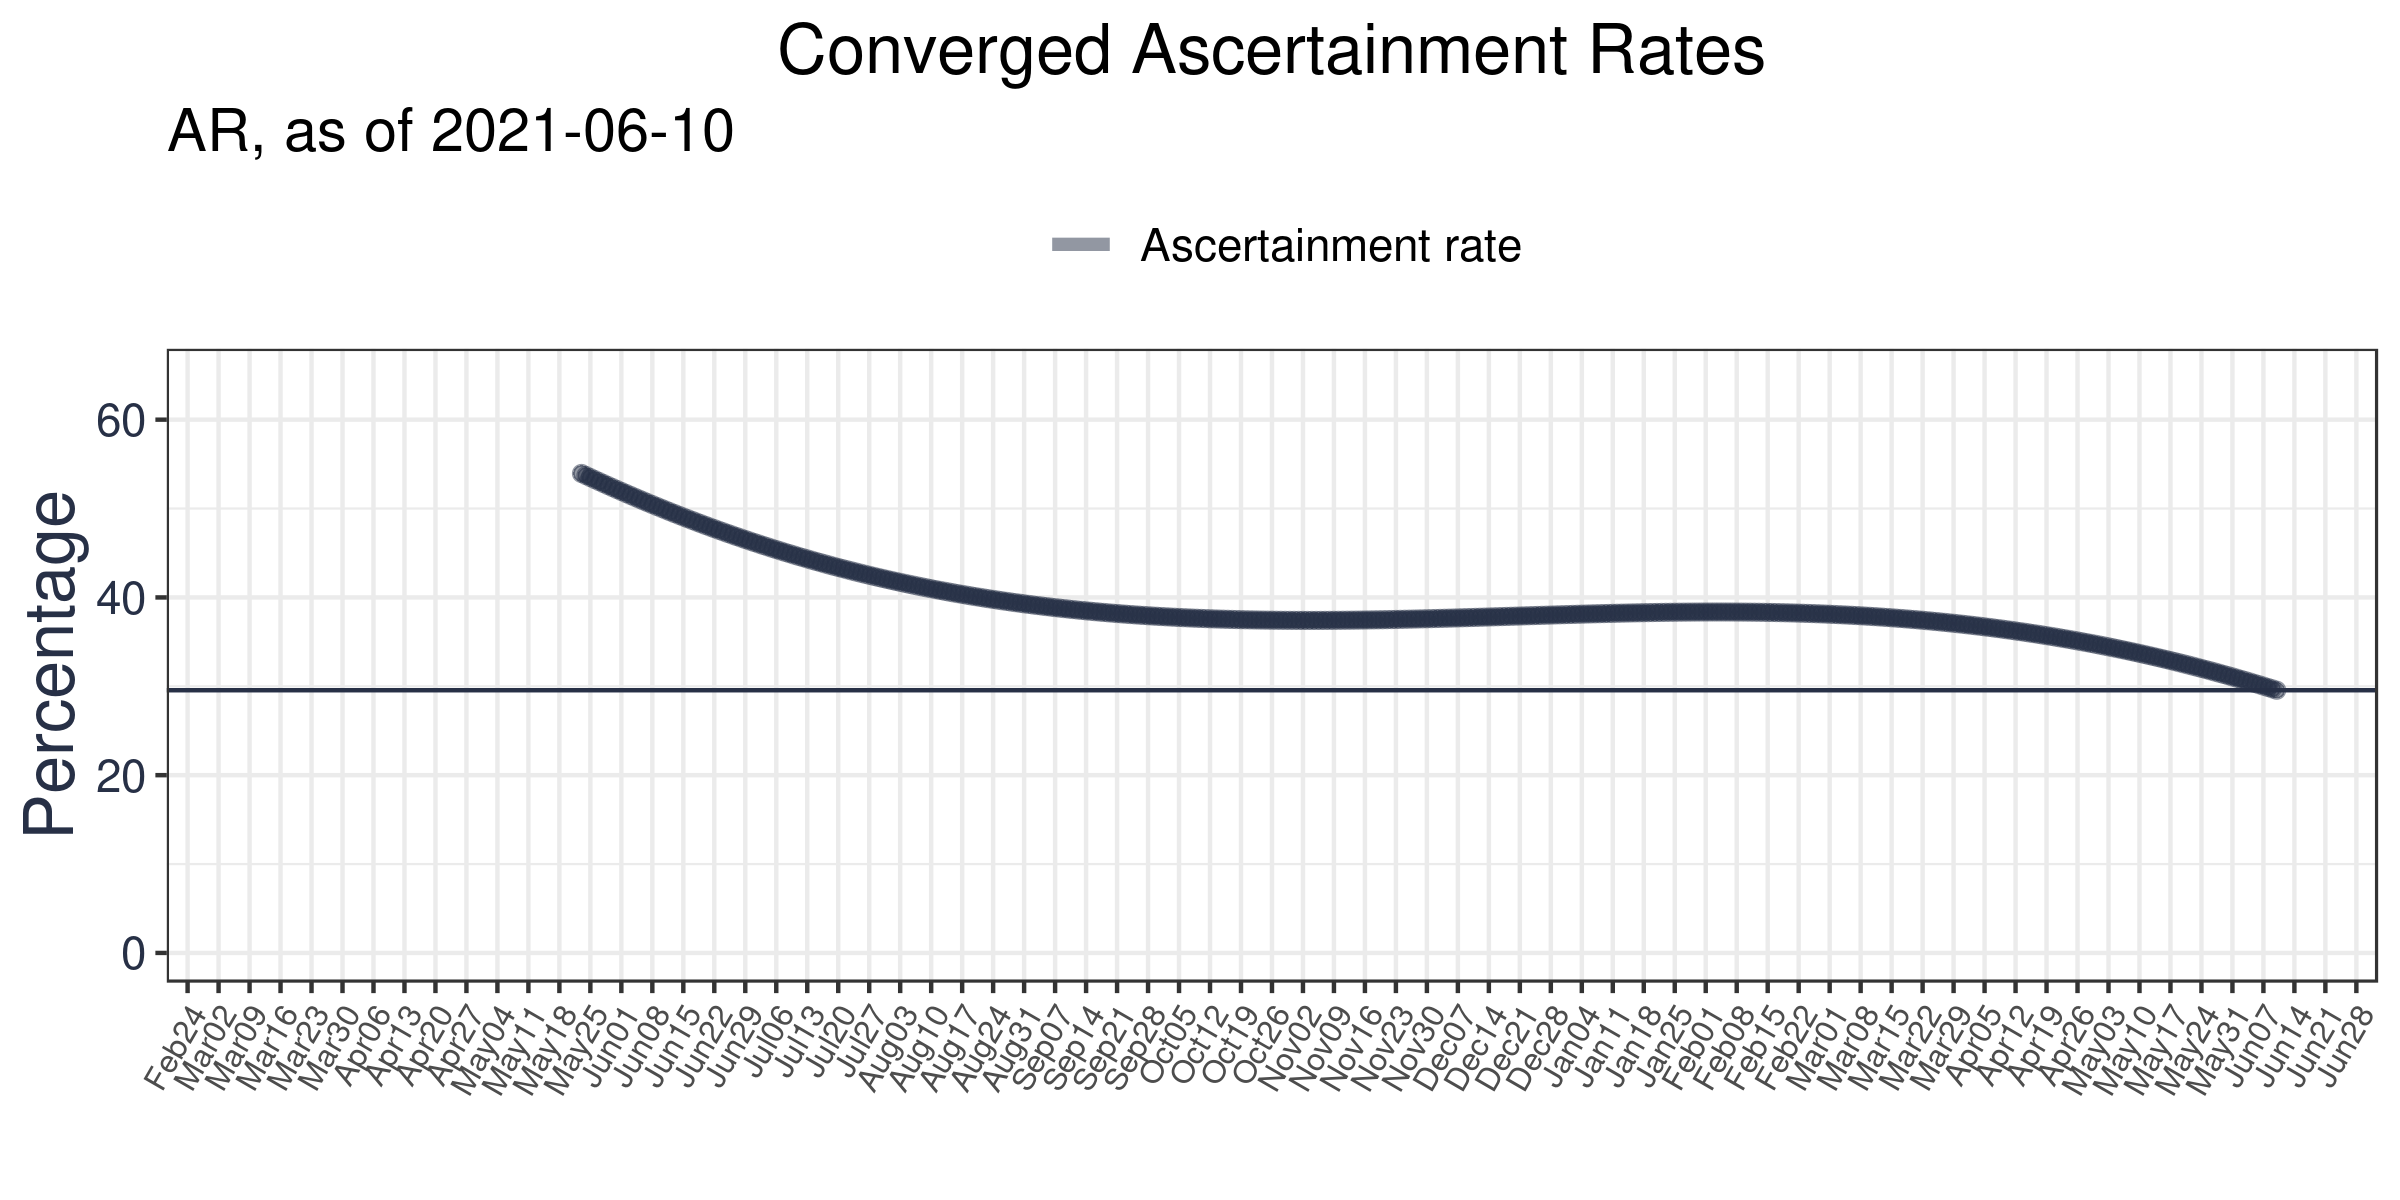 Converged Ascertainment Rates
AR, as of 2021-06-10
Ascertainment rate
Percentage
60
40
20
0
Feb24
Mar02
Mar09
Mar16
Mar23
Mar30
Apr06
Apr13
Apr20
Apr27
May04
May11
May18
May25
Jun01
Jun08
Jun15
Jun22
Jun29
Jul06
Jul13
Jul20
Jul27
Aug03
Aug10
Aug17
Aug24
Aug31
Sep07
Sep14
Sep21
Sep28
Oct05
Oct12
Oct19
Oct26
Nov02
Nov09
Nov16
Nov23
Nov30
Dec07
Dec14
Dec21
Dec28
Jan04
Jan11
Jan18
Jan25
Feb01
Feb08
Feb15
Feb22
Mar01
Mar08
Mar15
Mar22
Mar29
Apr05
Apr12
Apr19
Apr26
May03
May10
May17
May24
May31
Jun07
Jun14
Jun21
Jun28